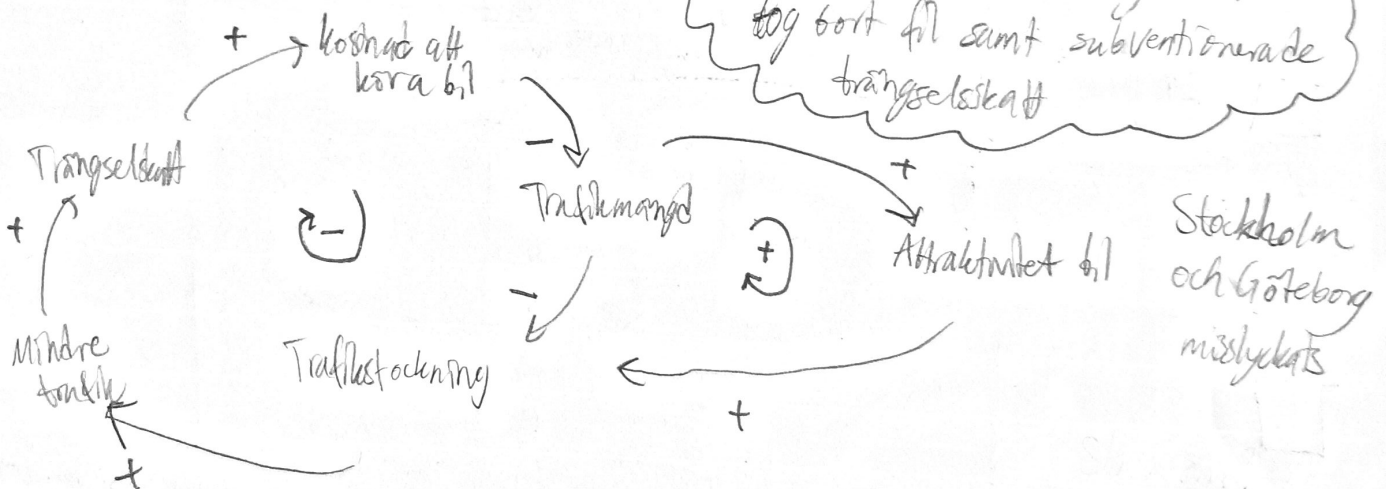 tog bort fil samt subventionerade
trängselsskatt
+
kostnad att
köra bil
-
Trängselskatt
+
-
Trafikmängd
+
+
Attraktivitet bil
Stockholm
och Göteborg
misslyckats
-
Mindre
trafik
Trafikstockning
+
+